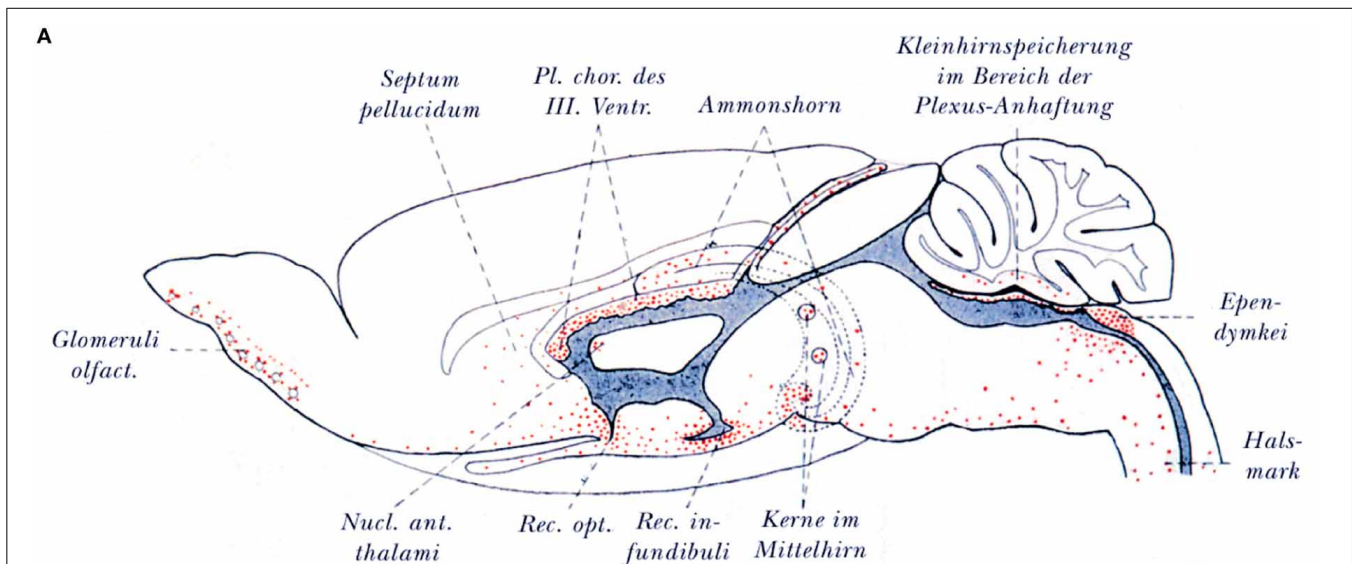 A
Septum
pellucidum
Pl. chor. des
III. Ventr.
Ammonshorn
Kleinhirnspeicherung
im Bereich der
Plexus-Anhaftung
Glomeruli
olfact.
Epen-
dymkei
Hals-
mark
Nucl. ant.
thalami
Rec. opt.
Rec. in-
fundibuli
Kerne im
Mittelhirn